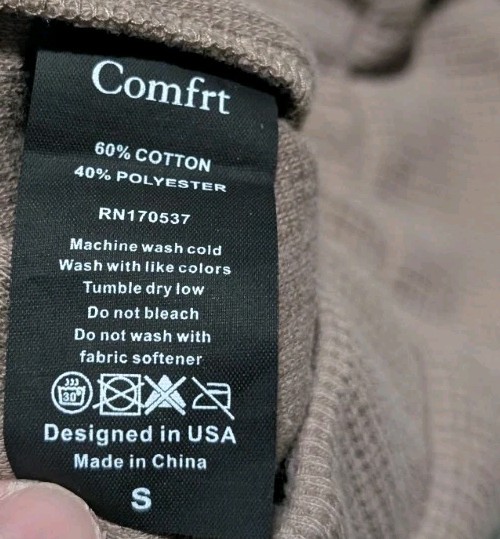 Comfrt
60% COTTON
40% POLYESTER
RN170537
Machine wash cold
Wash with like colors
Tumble dry low
Do not bleach
Do not wash with
fabric softener
30°
Designed in USA
Made in China
S